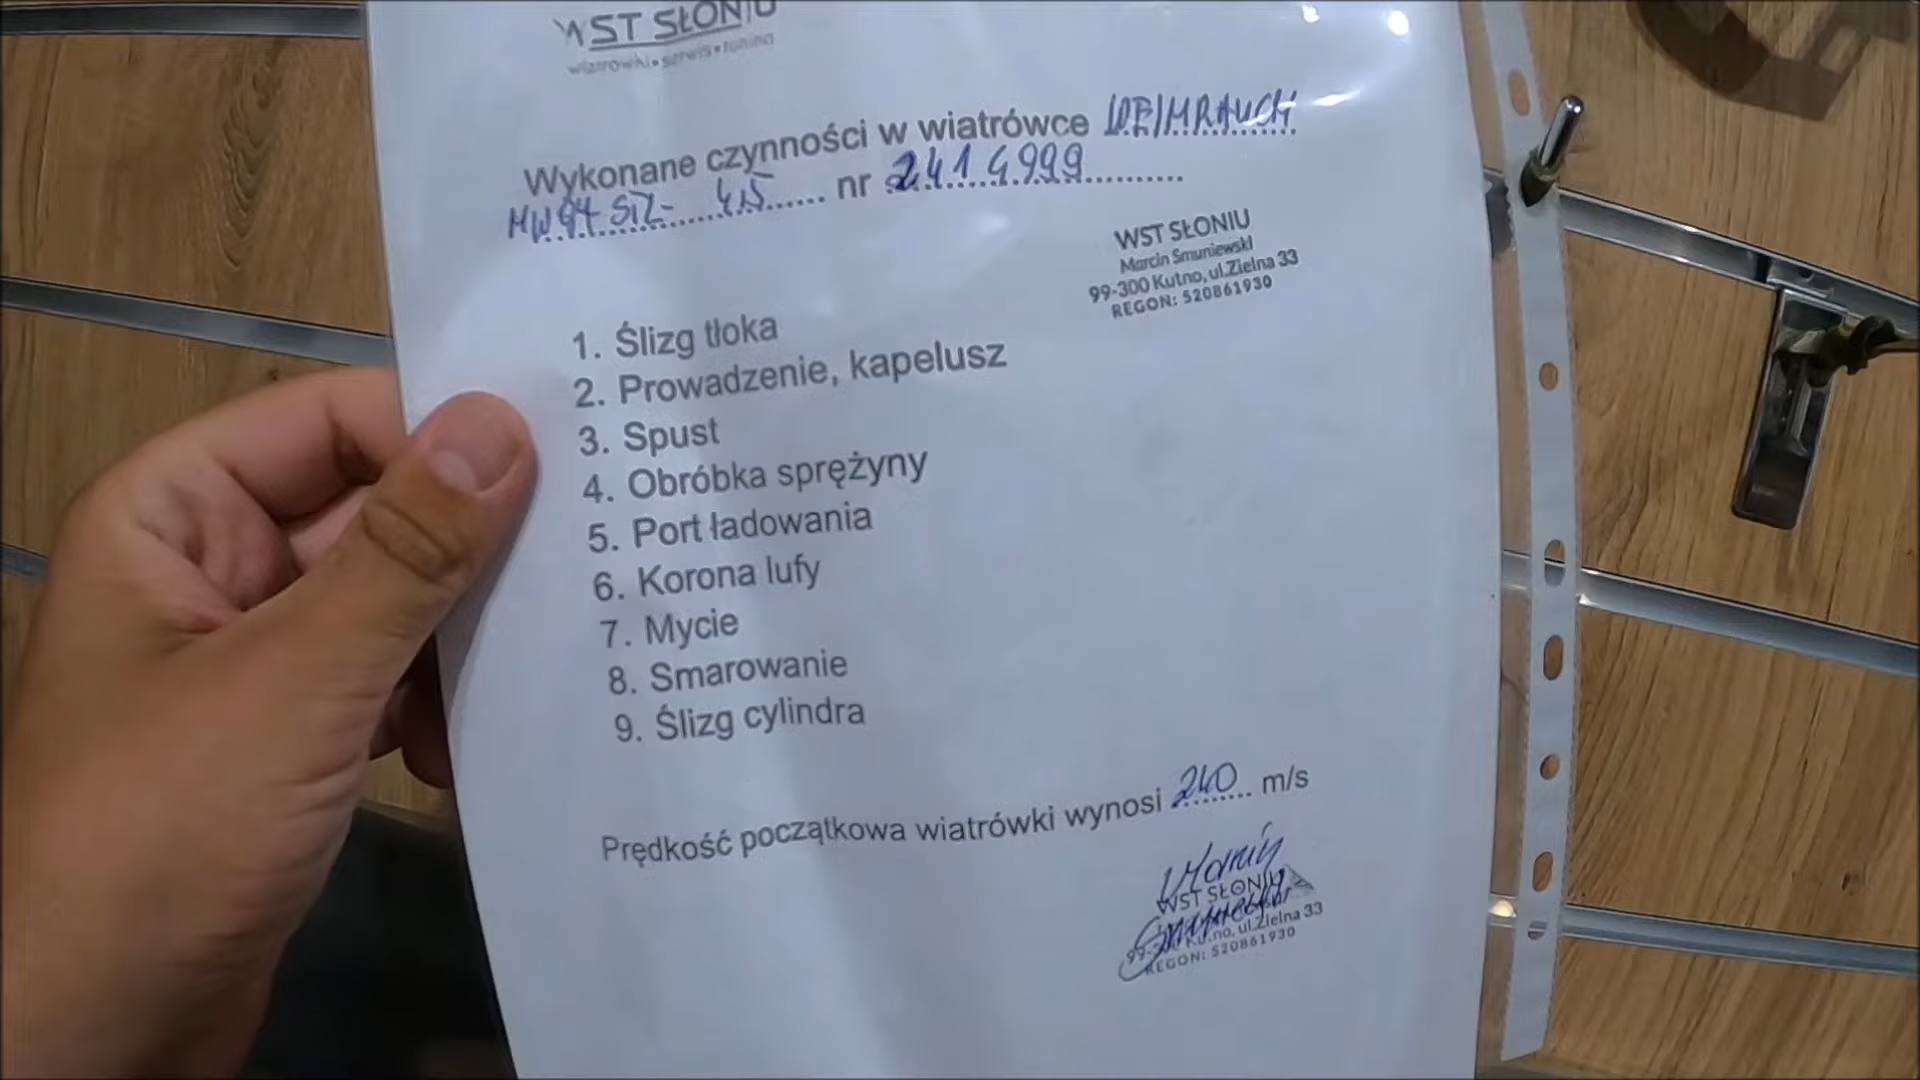 WST SŁONIU
wiatrówki • serwis • tuning
Wykonane czynności w wiatrówce WEIHRAUCH
HW 97 STL 4,5 nr 2414999
WST SŁONIU
Marcin Smuniewski
99-300 Kutno, ul.Zielna 33
REGON: 520861930
1. Ślizg tłoka
2. Prowadzenie, kapelusz
3. Spust
4. Obróbka sprężyny
5. Port ładowania
6. Korona lufy
7. Mycie
8. Smarowanie
9. Ślizg cylindra
Prędkość początkowa wiatrówki wynosi 240 m/s
Marcin
WST SŁONIU
ul.Zielna 33
REGON: 520861930